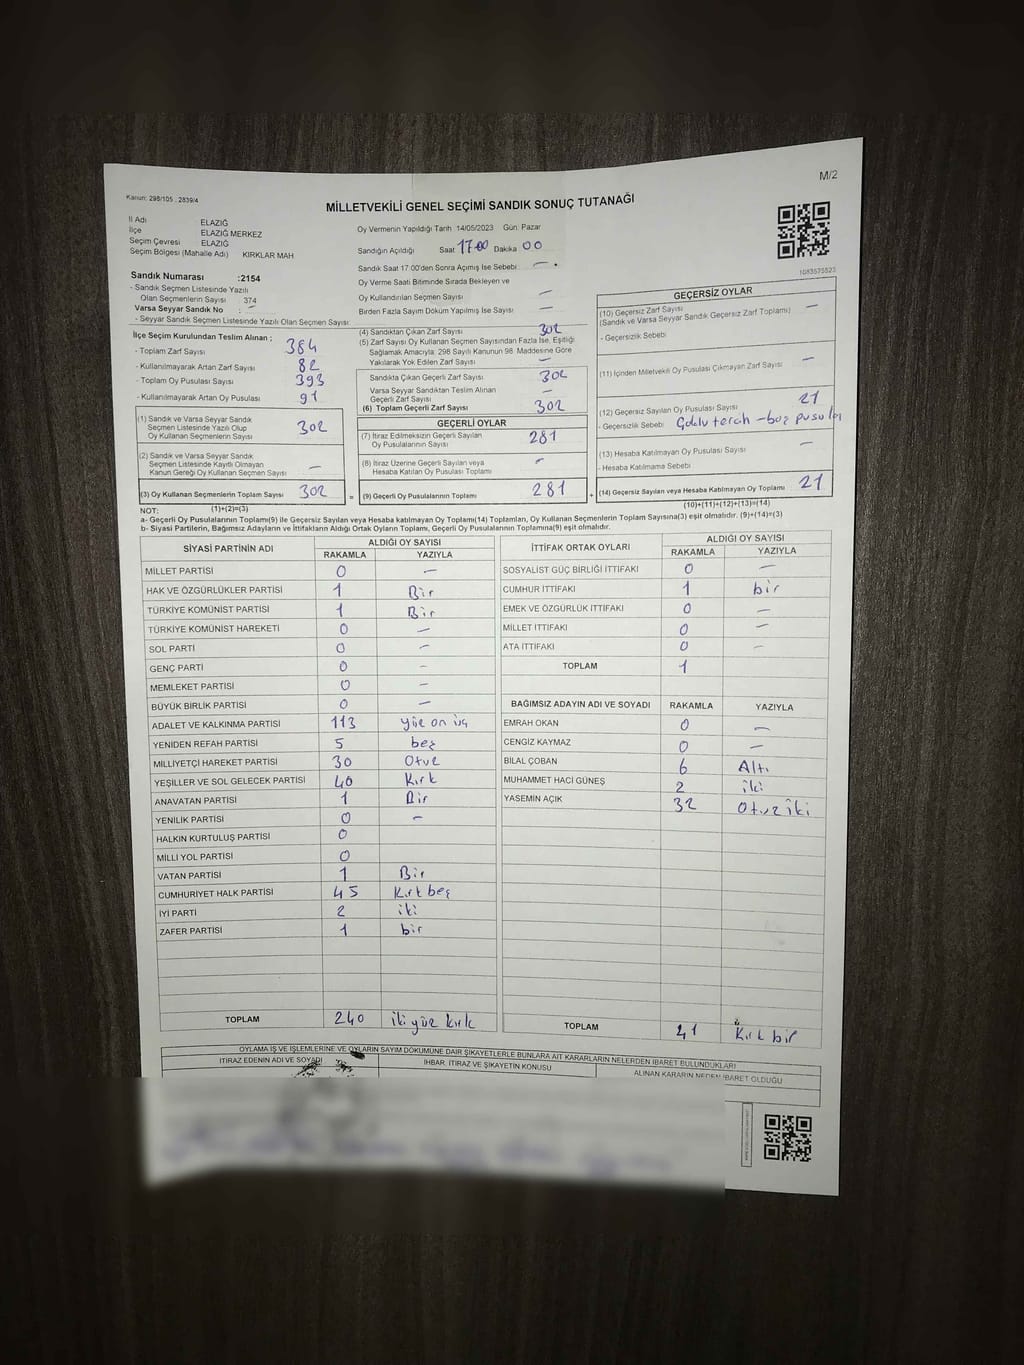 M/2
Kanun: 298/105 , 2839/4
MİLLETVEKİLİ GENEL SEÇİMİ SANDIK SONUÇ TUTANAĞI
İl Adı ELAZIĞ
İlçe ELAZIĞ MERKEZ
Seçim Çevresi ELAZIĞ
Seçim Bölgesi (Mahalle Adı) KIRKLAR MAH
Sandık Numarası :2154
- Sandık Seçmen Listesinde Yazılı
Olan Seçmenlerin Sayısı 374
Varsa Seyyar Sandık No : -
- Seyyar Sandık Seçmen Listesinde Yazılı Olan Seçmen Sayısı:
Oy Vermenin Yapıldığı Tarih 14/05/2023 Gün: Pazar
Sandığın Açıldığı Saat 17.00 Dakika 00
Sandık Saat 17.00'den Sonra Açımış İse Sebebi: —
Oy Verme Saati Bitiminde Sırada Bekleyen ve
Oy Kullandırılan Seçmen Sayısı —
Birden Fazla Sayım Döküm Yapılmış İse Sayısı —
1083575523
İlçe Seçim Kurulundan Teslim Alınan ;
- Toplam Zarf Sayısı 384
- Kullanılmayarak Artan Zarf Sayısı 82
- Toplam Oy Pusulası Sayısı 393
- Kullanılmayarak Artan Oy Pusulası 91
(1) Sandık ve Varsa Seyyar Sandık
Seçmen Listesinde Yazılı Olup
Oy Kullanan Seçmenlerin Sayısı 302
(2) Sandık ve Varsa Seyyar Sandık
Seçmen Listesinde Kayıtlı Olmayan
Kanun Gereği Oy Kullanan Seçmen Sayısı —
(3) Oy Kullanan Seçmenlerin Toplam Sayısı 302
(1)+(2)=(3)
(4) Sandıktan Çıkan Zarf Sayısı 302
(5) Zarf Sayısı Oy Kullanan Seçmen Sayısından Fazla İse, Eşitliği
Sağlamak Amacıyla; 298 Sayılı Kanunun 98. Maddesine Göre
Yakılarak Yok Edilen Zarf Sayısı —
Sandıkta Çıkan Geçerli Zarf Sayısı 302
Varsa Seyyar Sandıktan Teslim Alınan
Geçerli Zarf Sayısı —
(6) Toplam Geçerli Zarf Sayısı 302
GEÇERLİ OYLAR
(7) İtiraz Edilmeksizin Geçerli Sayılan
Oy Pusulalarının Sayısı 281
(8) İtiraz Üzerine Geçerli Sayılan veya
Hesaba Katılan Oy Pusulası Toplamı —
= (9) Geçerli Oy Pusulalarının Toplamı 281
GEÇERSİZ OYLAR
(10) Geçersiz Zarf Sayısı —
(Sandık ve Varsa Seyyar Sandık Geçersiz Zarf Toplamı)
- Geçersizlik Sebebi
(11) İçinden Milletvekili Oy Pusulası Çıkmayan Zarf Sayısı —
(12) Geçersiz Sayılan Oy Pusulası Sayısı 21
- Geçersizlik Sebebi Çoklu tercih - boş pusula
(13) Hesaba Katılmayan Oy Pusulası Sayısı —
- Hesaba Katılmama Sebebi
+ (14) Geçersiz Sayılan veya Hesaba Katılmayan Oy Toplamı 21
(10)+(11)+(12)+(13)=(14)
NOT:
a- Geçerli Oy Pusulalarının Toplamı(9) ile Geçersiz Sayılan veya Hesaba katılmayan Oy Toplamı(14) Toplamları, Oy Kullanan Seçmenlerin Toplam Sayısına(3) eşit olmalıdır. (9)+(14)=(3)
b- Siyasi Partilerin, Bağımsız Adayların ve İttifakların Aldığı Ortak Oyların Toplamı, Geçerli Oy Pusulalarının Toplamına(9) eşit olmalıdır.
SİYASİ PARTİNİN ADI ALDIĞI OY SAYISI
RAKAMLA YAZIYLA
MİLLET PARTİSİ 0 —
HAK VE ÖZGÜRLÜKLER PARTİSİ 1 Bir
TÜRKİYE KOMÜNİST PARTİSİ 1 Bir
TÜRKİYE KOMÜNİST HAREKETİ 0 —
SOL PARTİ 0 —
GENÇ PARTİ 0 —
MEMLEKET PARTİSİ 0 —
BÜYÜK BİRLİK PARTİSİ 0 —
ADALET VE KALKINMA PARTİSİ 113 yüz on üç
YENİDEN REFAH PARTİSİ 5 beş
MİLLİYETÇİ HAREKET PARTİSİ 30 Otuz
YEŞİLLER VE SOL GELECEK PARTİSİ 40 Kırk
ANAVATAN PARTİSİ 1 Bir
YENİLİK PARTİSİ 0 —
HALKIN KURTULUŞ PARTİSİ 0
MİLLİ YOL PARTİSİ 0
VATAN PARTİSİ 1 Bir
CUMHURİYET HALK PARTİSİ 45 Kırk beş
İYİ PARTİ 2 iki
ZAFER PARTİSİ 1 bir
TOPLAM 240 iki yüz kırk
İTTİFAK ORTAK OYLARI ALDIĞI OY SAYISI
RAKAMLA YAZIYLA
SOSYALİST GÜÇ BİRLİĞİ İTTİFAKI 0 —
CUMHUR İTTİFAKI 1 bir
EMEK VE ÖZGÜRLÜK İTTİFAKI 0 —
MİLLET İTTİFAKI 0 —
ATA İTTİFAKI 0 —
TOPLAM 1
BAĞIMSIZ ADAYIN ADI VE SOYADI RAKAMLA YAZIYLA
EMRAH OKAN 0 —
CENGİZ KAYMAZ 0 —
BİLAL ÇOBAN 6 Altı
MUHAMMET HACİ GÜNEŞ 2 iki
YASEMİN AÇIK 32 Otuz iki
TOPLAM 41 Kırk bir
OYLAMA İŞ VE İŞLEMLERİNE VE OYLARIN SAYIM DÖKÜMÜNE DAİR ŞİKAYETLERLE BUNLARA AİT KARARLARIN NELERDEN İBARET BULUNDUKLARI
İTİRAZ EDENİN ADI VE SOYADI İHBAR, İTİRAZ VE ŞİKAYETİN KONUSU ALINAN KARARIN NEDEN İBARET OLDUĞU